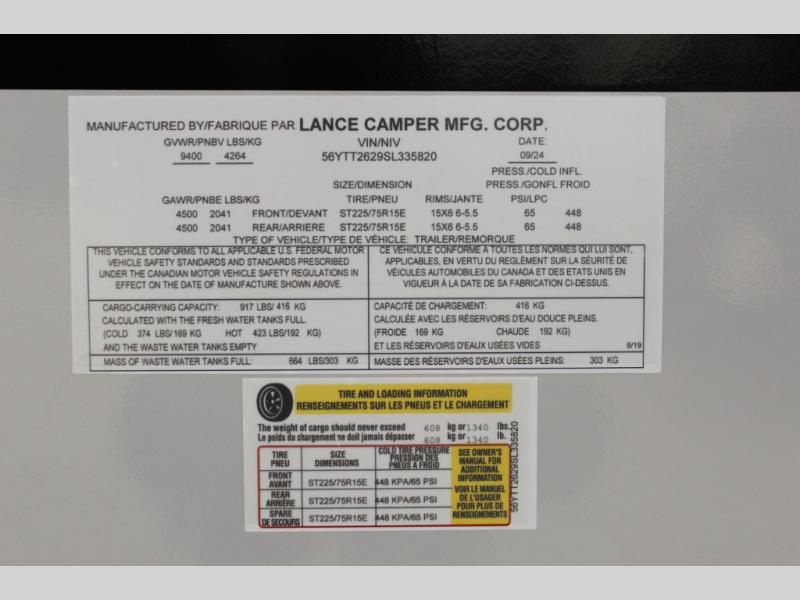 MANUFACTURED BY/FABRIQUE PAR LANCE CAMPER MFG. CORP.
GVWR/PNBV LBS/KG VIN/NIV DATE:
9400 4264 56YTT2629SL335820 09/24
PRESS./COLD INFL.
SIZE/DIMENSION PRESS./GONFL FROID
GAWR/PNBE LBS/KG TIRE/PNEU RIMS/JANTE PSI/LPC
4500 2041 FRONT/DEVANT ST225/75R15E 15X6 6-5.5 65 448
4500 2041 REAR/ARRIERE ST225/75R15E 15X6 6-5.5 65 448
TYPE OF VEHICLE/TYPE DE VÉHICLE: TRAILER/REMORQUE
THIS VEHICLE CONFORMS TO ALL APPLICABLE U.S. FEDERAL MOTOR
VEHICLE SAFETY STANDARDS AND STANDARDS PRESCRIBED
UNDER THE CANADIAN MOTOR VEHICLE SAFETY REGULATIONS IN
EFFECT ON THE DATE OF MANUFACTURE SHOWN ABOVE.
CE VÉHICULE CONFORME À TOUTES LES NORMES QUI LUI SONT,
APPLICABLES, EN VERTU DU REGLEMENT SUR LA SÉURITÉ DE
VÉICULES AUTOMOBILES DU CANADA ET DES ETATS UNIS EN
VIGUEUR À LA DATE DE SA FABRICATION CI-DESSUS.
CARGO-CARRYING CAPACITY: 917 LBS/ 416 KG
CALCULATED WITH THE FRESH WATER TANKS FULL.
(COLD 374 LBS/169 KG HOT 423 LBS/192 KG)
AND THE WASTE WATER TANKS EMPTY
CAPACITÉ DE CHARGEMENT: 416 KG
CALCULÉE AVEC LES RÉSERVOIRS D'EAU DOUCE PLEINS.
(FROIDE 169 KG CHAUDE 192 KG)
ET LES RÉSERVOIRS D'EAUX USÉES VIDES 8/19
MASS OF WASTE WATER TANKS FULL: 664 LBS/303 KG
MASSE DES RÉSERVOIRS D'EAUX USÉES PLEINS: 303 KG
TIRE AND LOADING INFORMATION
RENSEIGNEMENTS SUR LES PNEUS ET LE CHARGEMENT
The weight of cargo should never exceed 608 kg or 1340 lbs.
Le poids du chargement ne doit jamais dépasser 608 kg or 1340 lb.
TIRE
PNEU
SIZE
DIMENSIONS
COLD TIRE PRESSURE
PRESSION DES
PNEUS A FROID
FRONT
AVANT
ST225/75R15E 448 KPA/65 PSI
REAR
ARRIÈRE
ST225/75R15E 448 KPA/65 PSI
SPARE
DE SECOURS
ST225/75R15E 448 KPA/65 PSI
SEE OWNER'S
MANUAL FOR
ADDITIONAL
INFORMATION
VOIR LE MANUEL
DE L'USAGER
POUR PLUS DE
RENSEIGNEMENTS
56YTT2629SL335820